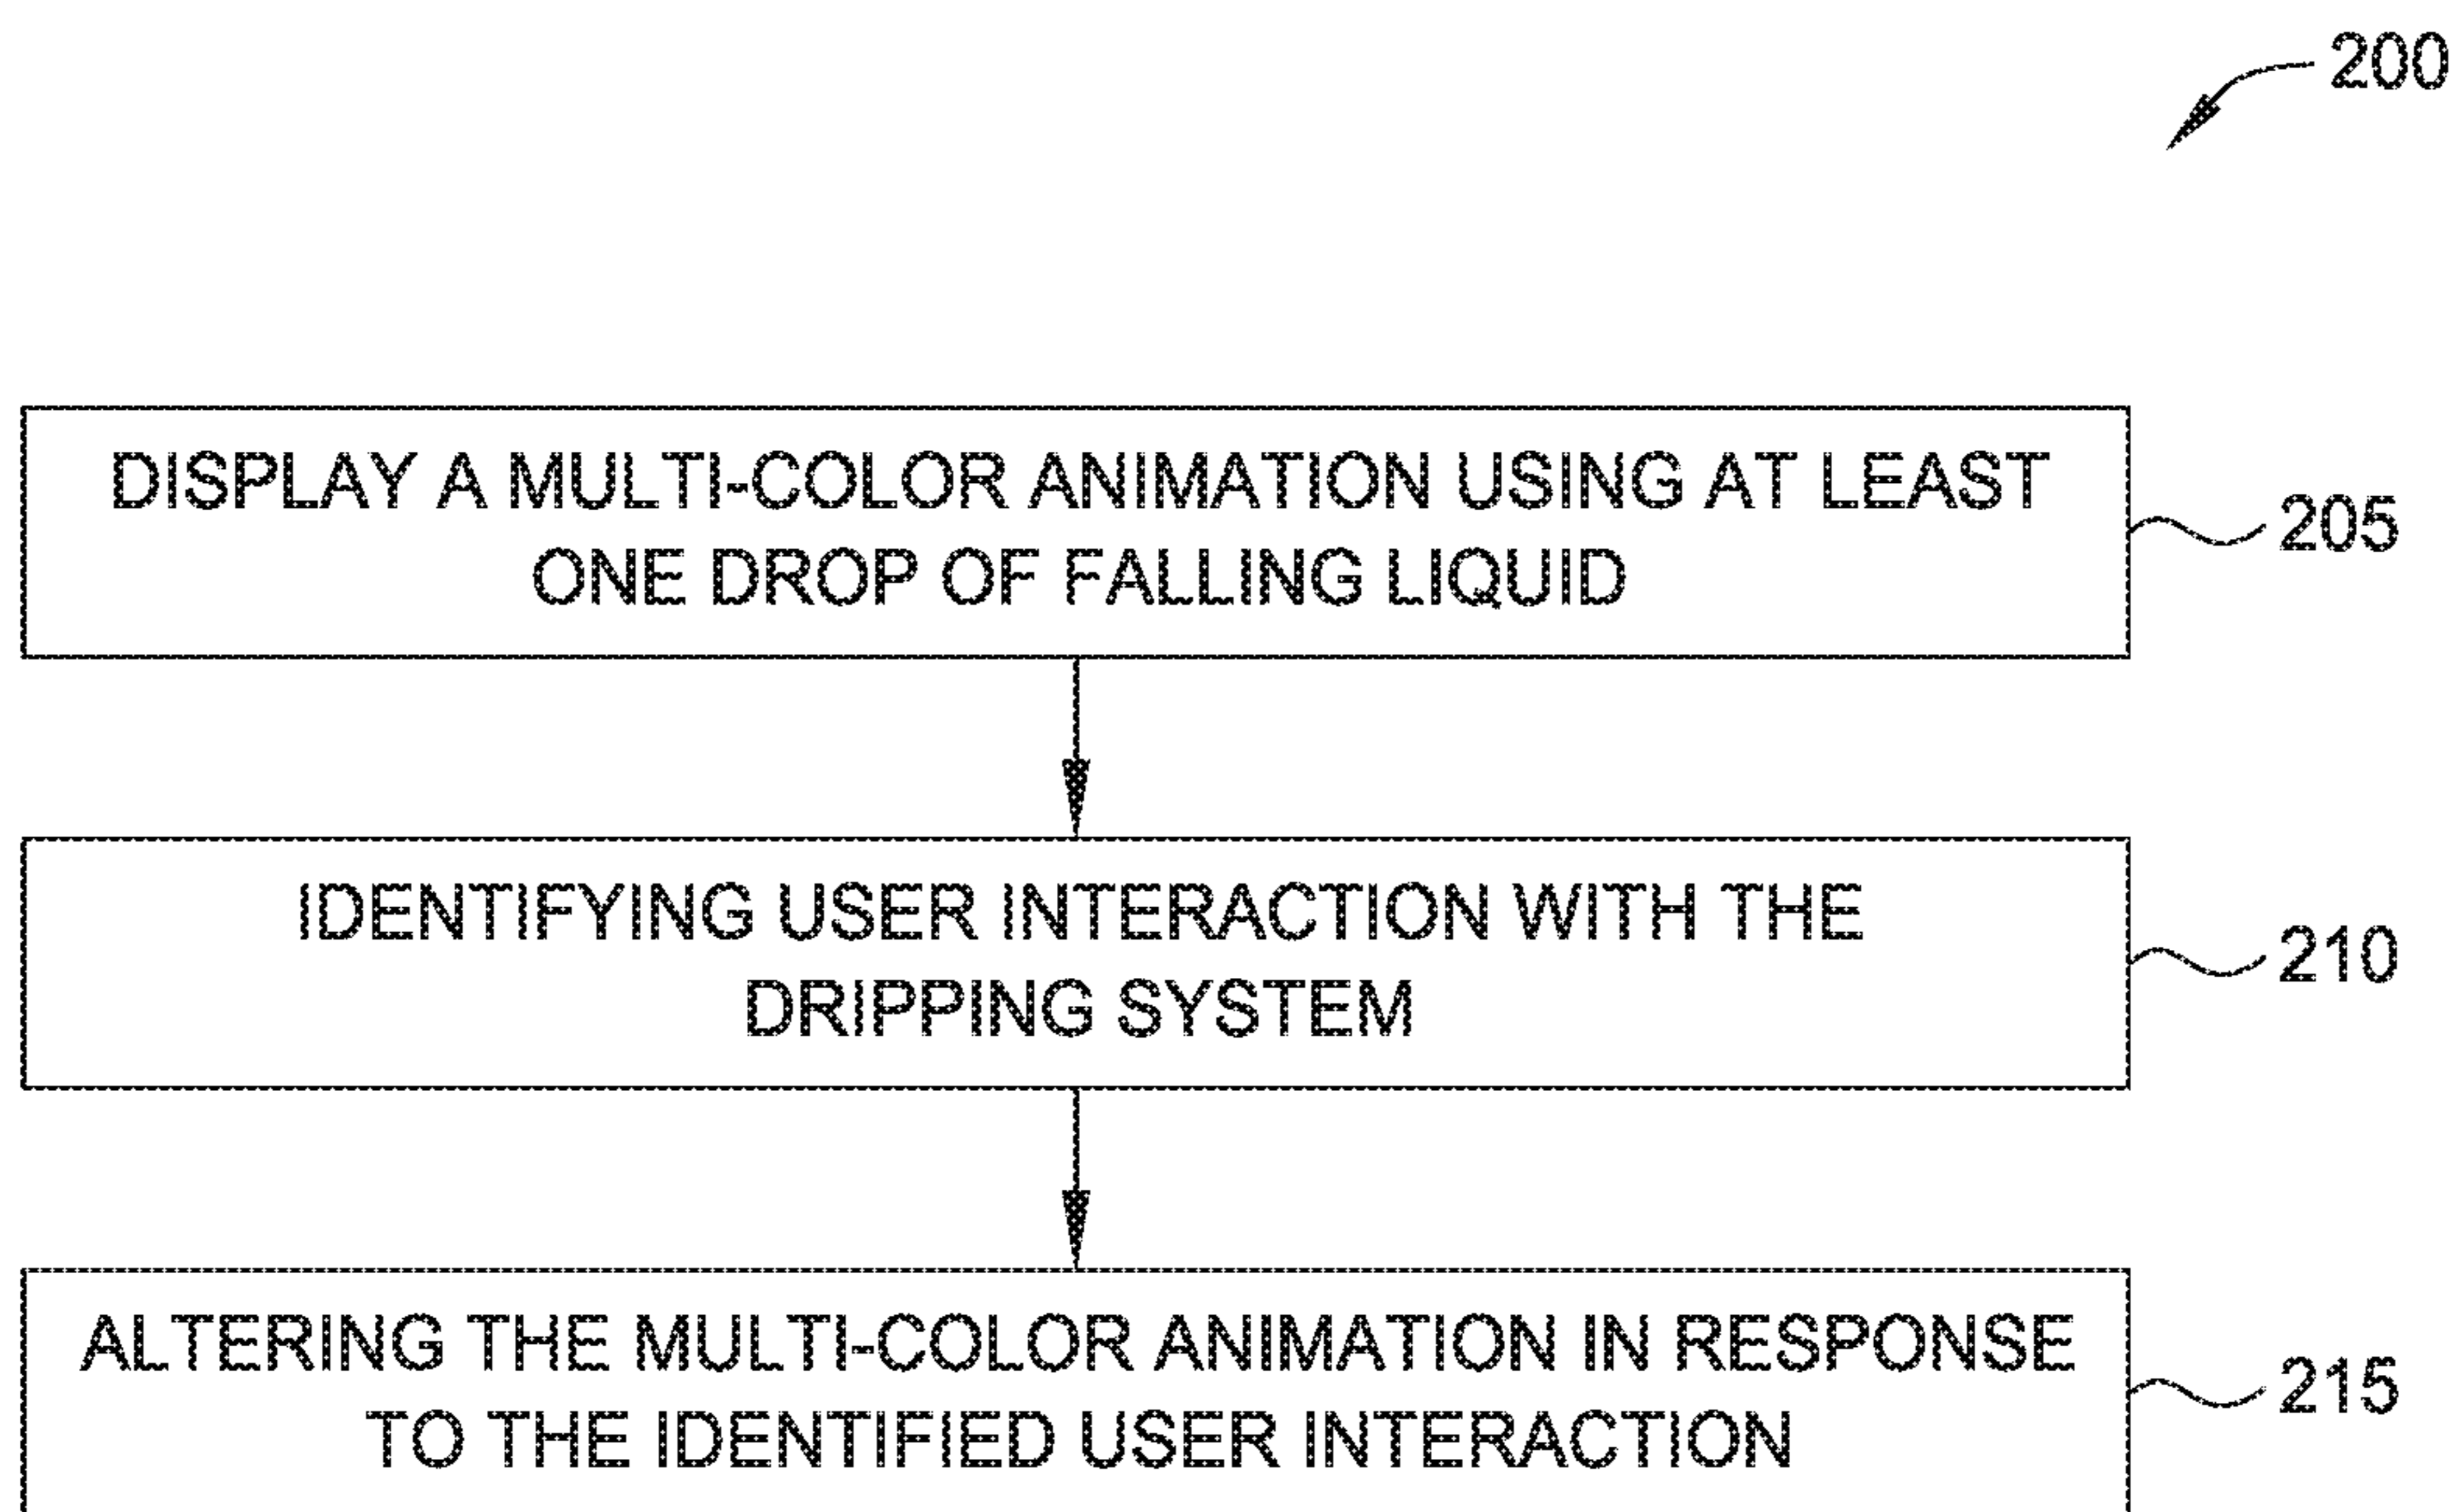 200
DISPLAY A MULTI-COLOR ANIMATION USING AT LEAST
ONE DROP OF FALLING LIQUID
205
IDENTIFYING USER INTERACTION WITH THE
DRIPPING SYSTEM
210
ALTERING THE MULTI-COLOR ANIMATION IN RESPONSE
TO THE IDENTIFIED USER INTERACTION
215